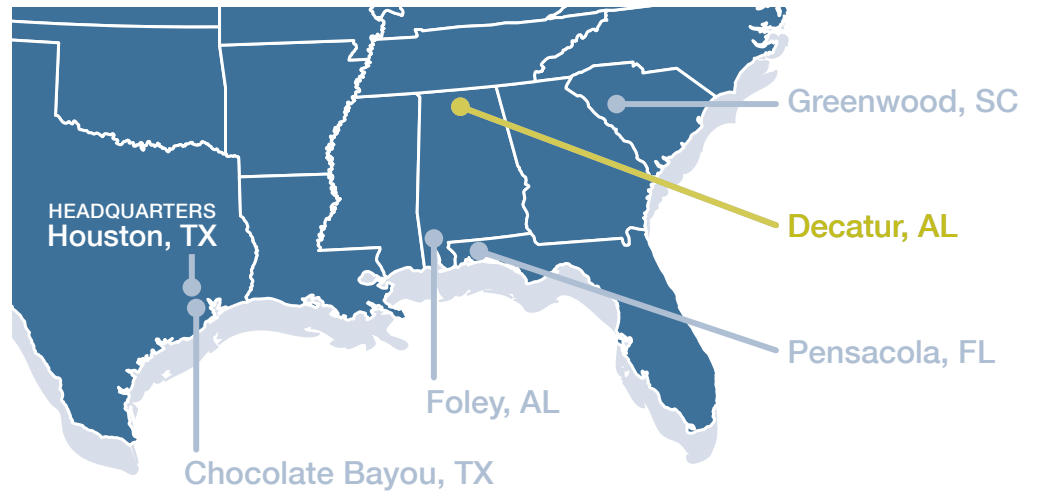 Greenwood, SC
HEADQUARTERS
Houston, TX
Decatur, AL
Pensacola, FL
Foley, AL
Chocolate Bayou, TX